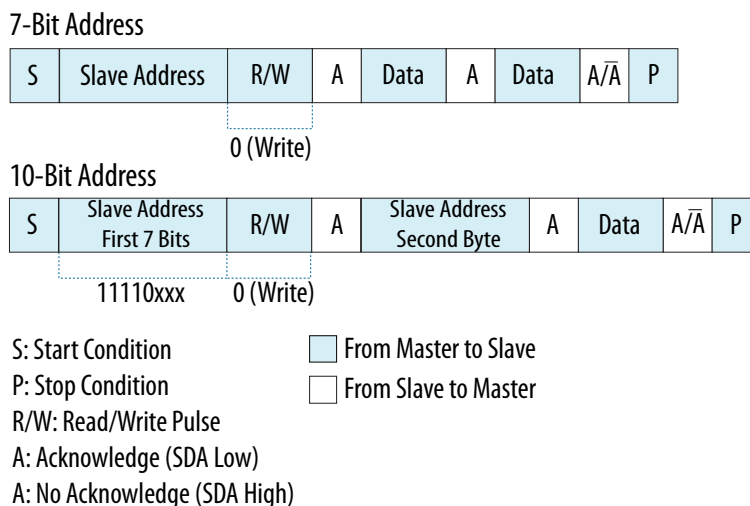 7-Bit Address
S Slave Address R/W A Data A Data A/A̅ P
0 (Write)
10-Bit Address
S Slave Address First 7 Bits R/W A Slave Address Second Byte A Data A/A̅ P
11110xxx 0 (Write)
S: Start Condition
P: Stop Condition
R/W: Read/Write Pulse
A: Acknowledge (SDA Low)
A: No Acknowledge (SDA High)
From Master to Slave
From Slave to Master